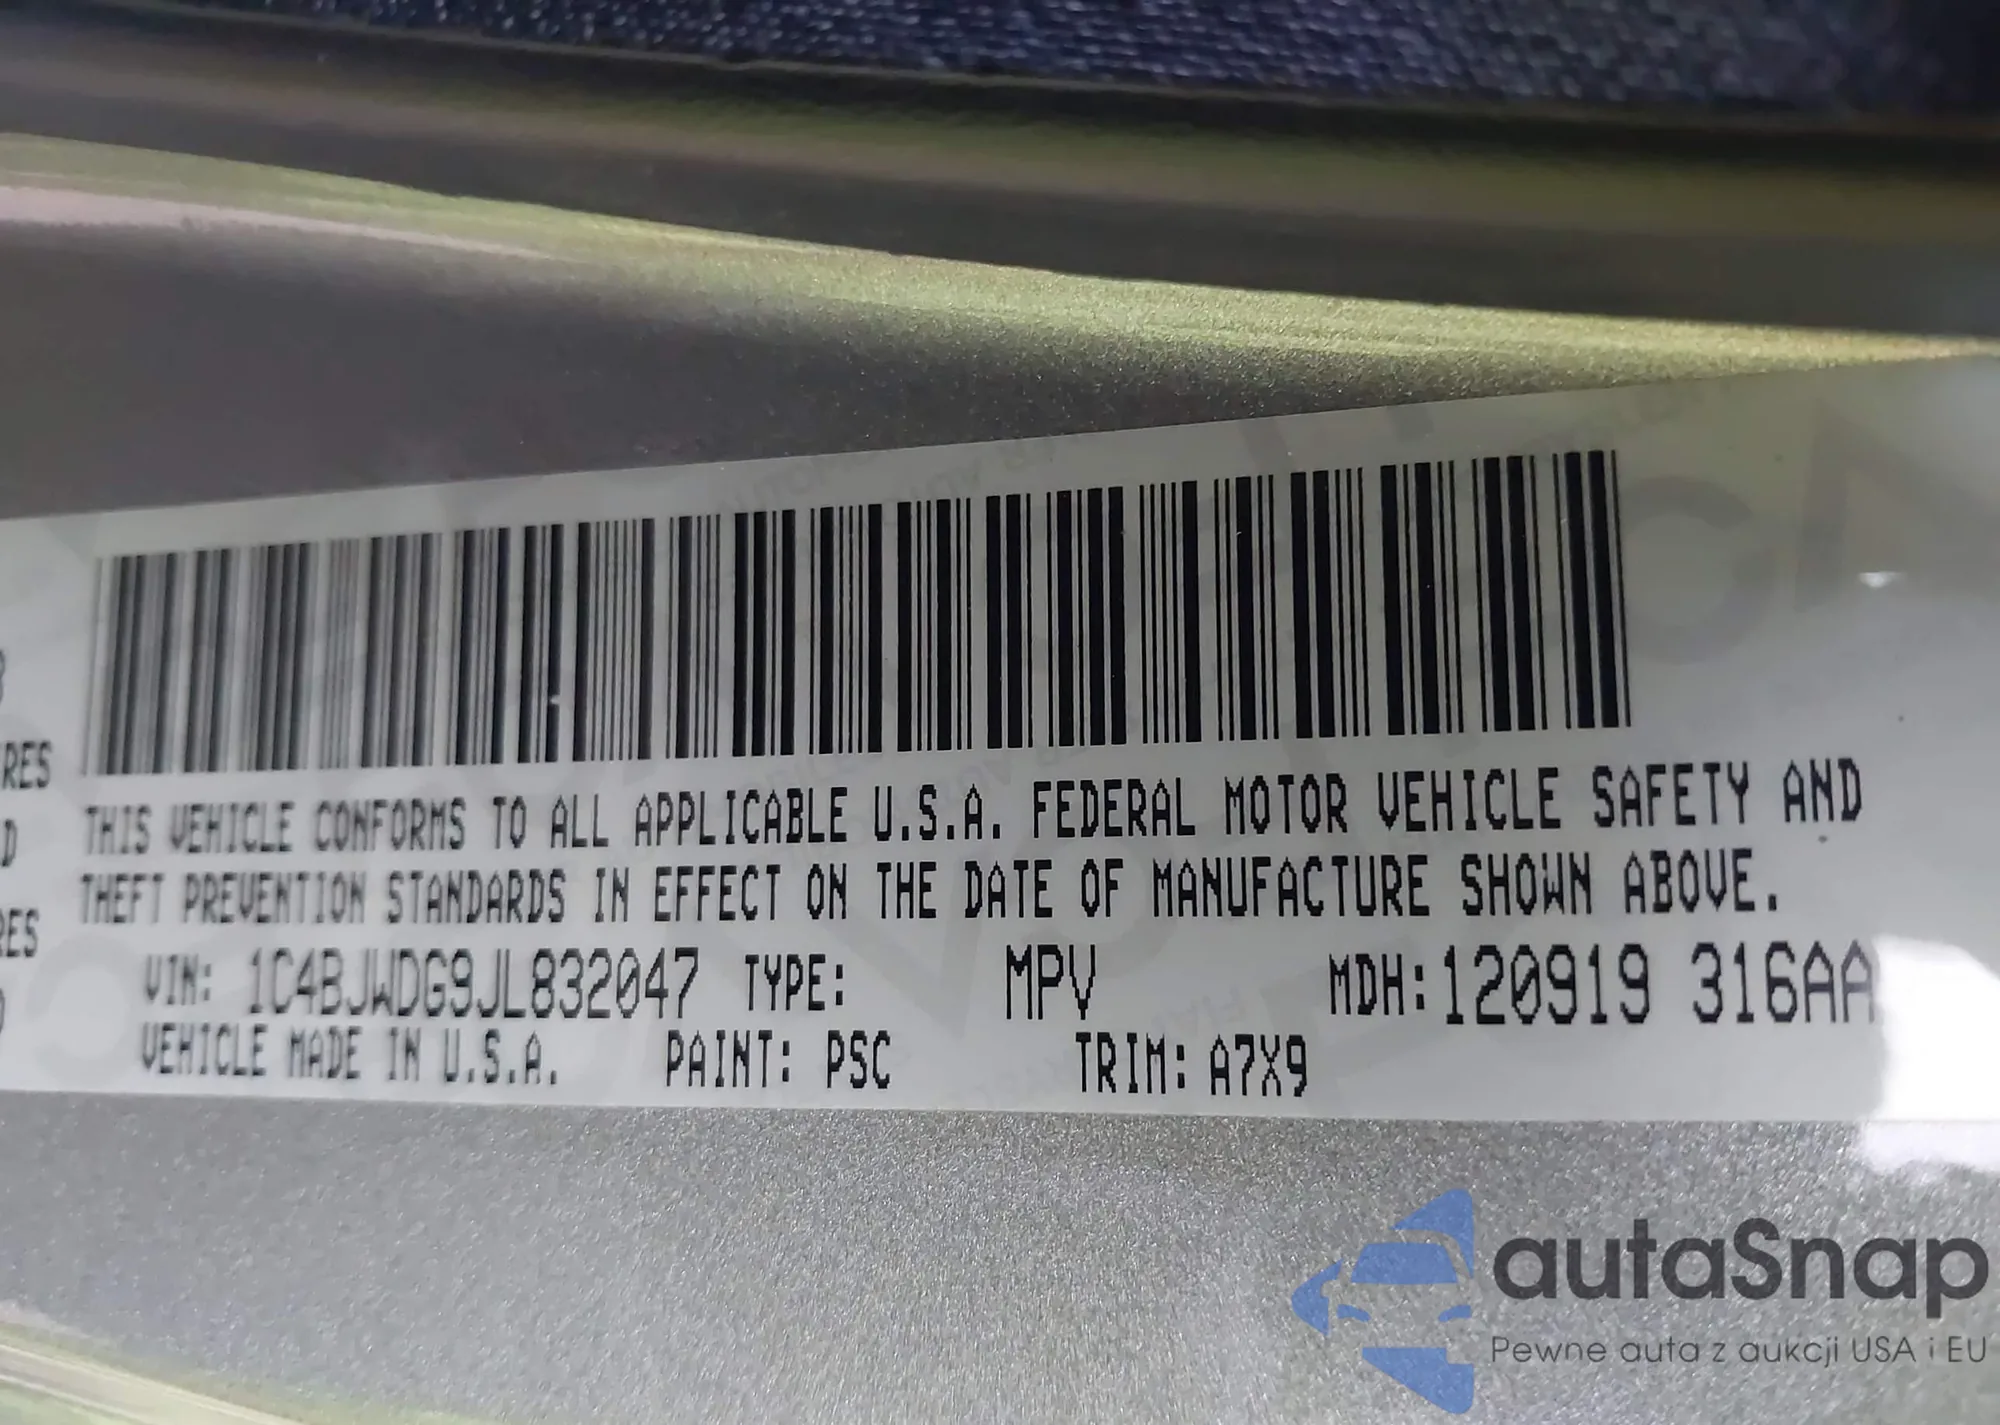 RES
THIS VEHICLE CONFORMS TO ALL APPLICABLE U.S.A. FEDERAL MOTOR VEHICLE SAFETY AND
THEFT PREVENTION STANDARDS IN EFFECT ON THE DATE OF MANUFACTURE SHOWN ABOVE.
RES
VIN: 1C4BJWDG9JL832047 TYPE: MPV MDH:120919 316AA
VEHICLE MADE IN U.S.A. PAINT: PSC TRIM: A7X9
autaSnap
Pewne auta z aukcji USA i EU